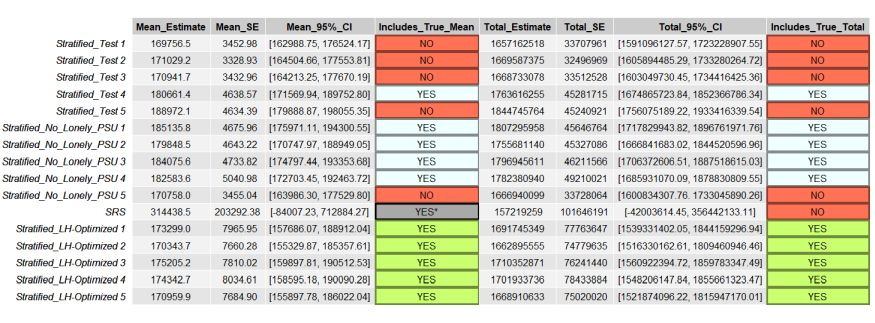 Mean_Estimate Mean_SE Mean_95%_CI Includes_True_Mean Total_Estimate Total_SE Total_95%_CI Includes_True_Total
Stratified_Test 1 169756.5 3452.98 [162988.75, 176524.17] NO 1657162518 33707961 [1591096127.57, 1723228907.55] NO
Stratified_Test 2 171029.2 3328.93 [164504.66, 177553.81] NO 1669587375 32496969 [1605894485.29, 1733280264.72] NO
Stratified_Test 3 170941.7 3432.96 [164213.25, 177670.19] NO 1668733078 33512528 [1603049730.45, 1734416425.36] NO
Stratified_Test 4 180661.4 4638.57 [171569.94, 189752.80] YES 1763616255 45281715 [1674865723.84, 1852366786.34] YES
Stratified_Test 5 188972.1 4634.39 [179888.87, 198055.35] NO 1844745764 45240921 [1756075189.22, 1933416339.54] NO
Stratified_No_Lonely_PSU 1 185135.8 4675.96 [175971.11, 194300.55] YES 1807295958 45646764 [1717829943.82, 1896761971.76] YES
Stratified_No_Lonely_PSU 2 179848.5 4643.22 [170747.97, 188949.05] YES 1755681140 45327086 [1666841683.02, 1844520596.96] YES
Stratified_No_Lonely_PSU 3 184075.6 4733.82 [174797.44, 193353.68] YES 1796945611 46211566 [1706372606.51, 1887518615.03] YES
Stratified_No_Lonely_PSU 4 182583.6 5040.98 [172703.45, 192463.72] YES 1782380940 49210021 [1685931070.09, 1878830809.55] YES
Stratified_No_Lonely_PSU 5 170758.0 3455.04 [163986.30, 177529.80] NO 1666940099 33728064 [1600834307.76, 1733045890.26] NO
SRS 314438.5 203292.38 [-84007.23, 712884.27] YES* 157219259 101646191 [-42003614.45, 356442133.11] NO
Stratified_LH-Optimized 1 173299.0 7965.95 [157686.07, 188912.04] YES 1691745349 77763647 [1539331402.05, 1844159296.94] YES
Stratified_LH-Optimized 2 170343.7 7660.28 [155329.87, 185357.61] YES 1662895555 74779635 [1516330162.61, 1809460946.46] YES
Stratified_LH-Optimized 3 175205.2 7810.02 [159897.81, 190512.53] YES 1710352871 76241440 [1560922394.72, 1859783347.49] YES
Stratified_LH-Optimized 4 174342.7 8034.61 [158595.18, 190090.28] YES 1701933736 78433884 [1548206147.84, 1855661323.47] YES
Stratified_LH-Optimized 5 170959.9 7684.90 [155897.78, 186022.04] YES 1668910633 75020020 [1521874096.22, 1815947170.01] YES